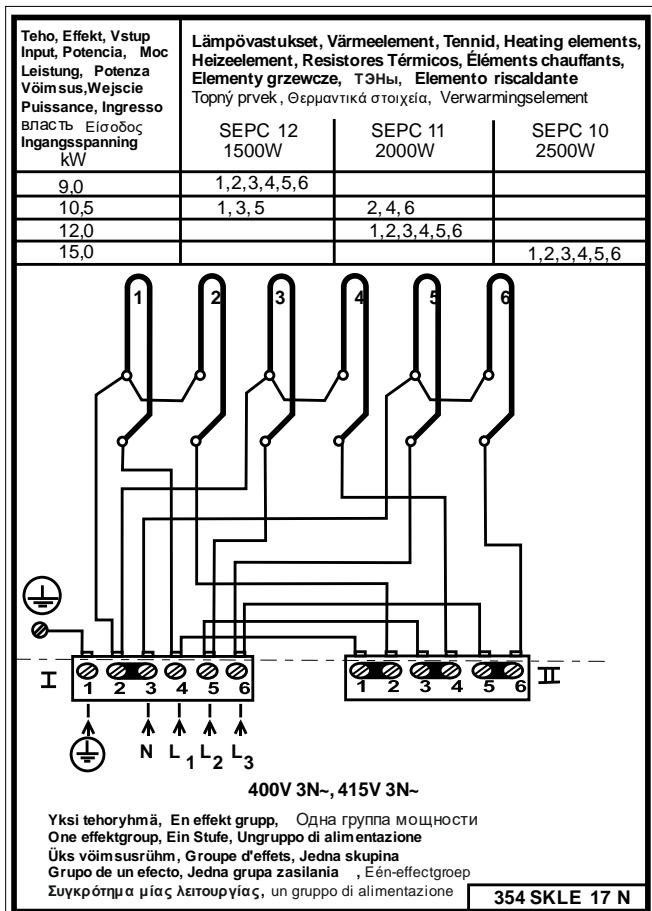 Teho, Effekt, Vstup
Input, Potencia, Moc
Leistung, Potenza
Vöimsus,Wejscie
Puissance, Ingresso
власть Είσοδος
Ingangsspanning
kW
Lämpövastukset, Värmeelement, Tennid, Heating elements,
Heizeelement, Resistores Térmicos, Éléments chauffants,
Elementy grzewcze, ТЭНы, Elemento riscaldante
Topný prvek, Θερμαντικά στοιχεία, Verwarmingselement
SEPC 12 SEPC 11 SEPC 10
1500W 2000W 2500W
9,0 1,2,3,4,5,6
10,5 1, 3, 5 2, 4, 6
12,0 1,2,3,4,5,6
15,0 1,2,3,4,5,6
1 2 3 4 5 6
I 1 2 3 4 5 6 1 2 3 4 5 6 II
N L1 L2 L3
400V 3N~, 415V 3N~
Yksi tehoryhmä, En effekt grupp, Одна группа мощности
One effektgroup, Ein Stufe, Ungruppo di alimentazione
Üks vöimsusrühm, Groupe d'effets, Jedna skupina
Grupo de un efecto, Jedna grupa zasilania , Eén-effectgroep
Συγκρότημα μίας λειτουργίας, un gruppo di alimentazione
354 SKLE 17 N